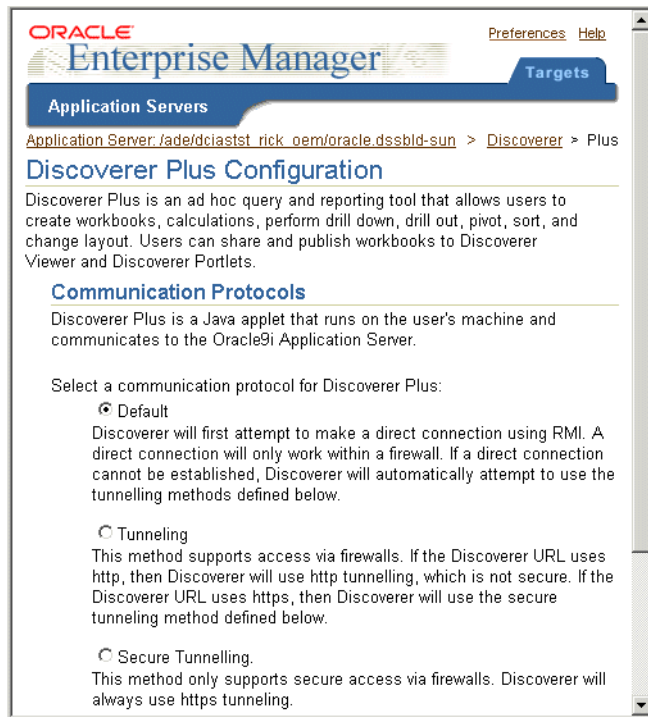 ORACLE
Preferences Help
Enterprise Manager
Targets
Application Servers
Application Server: /ade/dciastst_rick_oem/oracle.dssbld-sun > Discoverer > Plus
Discoverer Plus Configuration
Discoverer Plus is an ad hoc query and reporting tool that allows users to
create workbooks, calculations, perform drill down, drill out, pivot, sort, and
change layout. Users can share and publish workbooks to Discoverer
Viewer and Discoverer Portlets.
Communication Protocols
Discoverer Plus is a Java applet that runs on the user's machine and
communicates to the Oracle9i Application Server.
Select a communication protocol for Discoverer Plus:
Default
Discoverer will first attempt to make a direct connection using RMI. A
direct connection will only work within a firewall. If a direct connection
cannot be established, Discoverer will automatically attempt to use the
tunnelling methods defined below.
Tunneling
This method supports access via firewalls. If the Discoverer URL uses
http, then Discoverer will use http tunnelling, which is not secure. If the
Discoverer URL uses https, then Discoverer will use the secure
tunneling method defined below.
Secure Tunnelling.
This method only supports secure access via firewalls. Discoverer will
always use https tunneling.